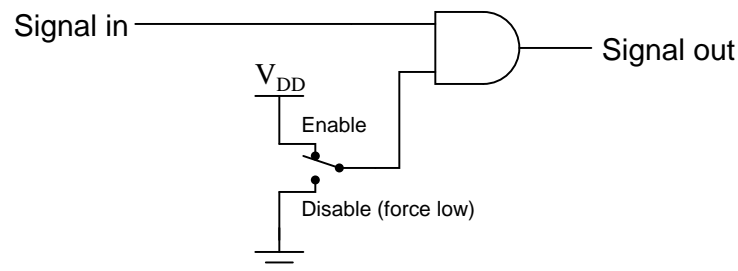 Signal in
Signal out
VDD
Enable
Disable (force low)